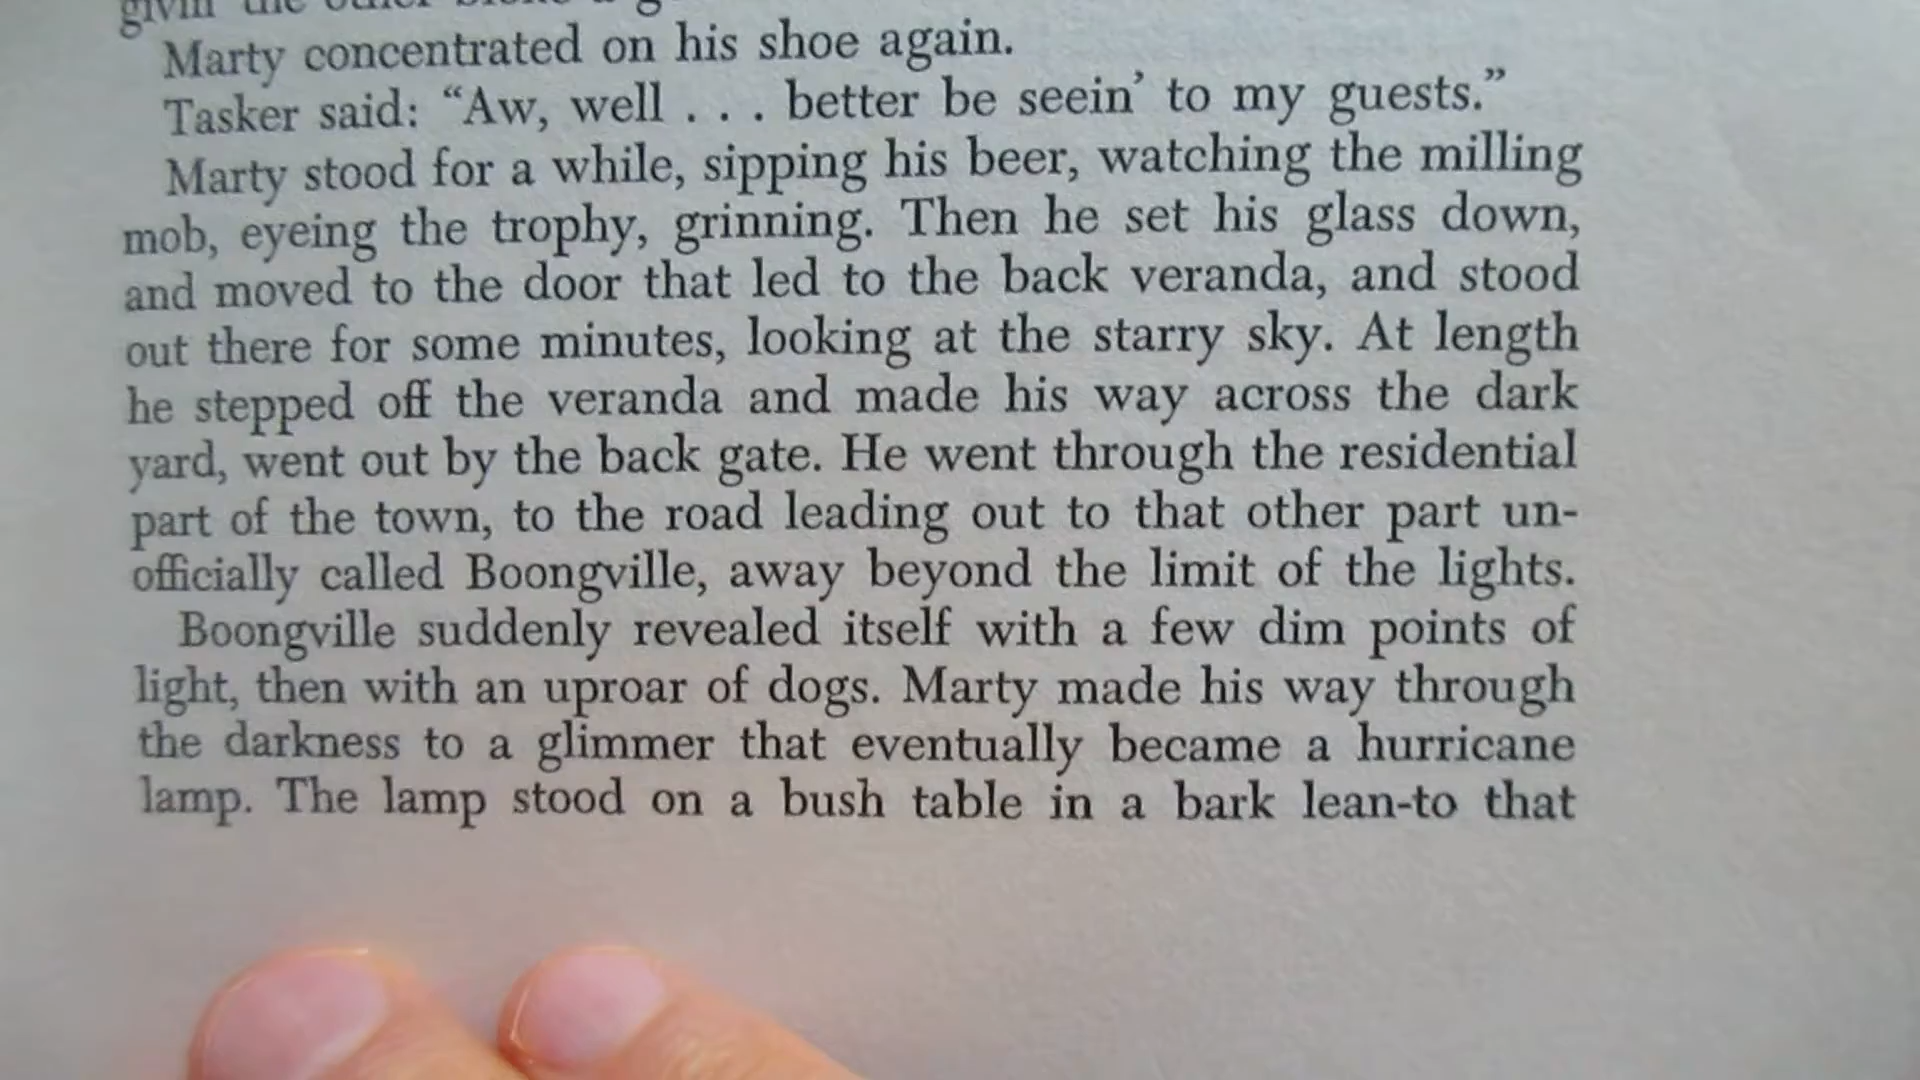 givin' the other
Marty concentrated on his shoe again.
Tasker said: “Aw, well . . . better be seein’ to my guests.”
Marty stood for a while, sipping his beer, watching the milling
mob, eyeing the trophy, grinning. Then he set his glass down,
and moved to the door that led to the back veranda, and stood
out there for some minutes, looking at the starry sky. At length
he stepped off the veranda and made his way across the dark
yard, went out by the back gate. He went through the residential
part of the town, to the road leading out to that other part un-
officially called Boongville, away beyond the limit of the lights.
Boongville suddenly revealed itself with a few dim points of
light, then with an uproar of dogs. Marty made his way through
the darkness to a glimmer that eventually became a hurricane
lamp. The lamp stood on a bush table in a bark lean-to that